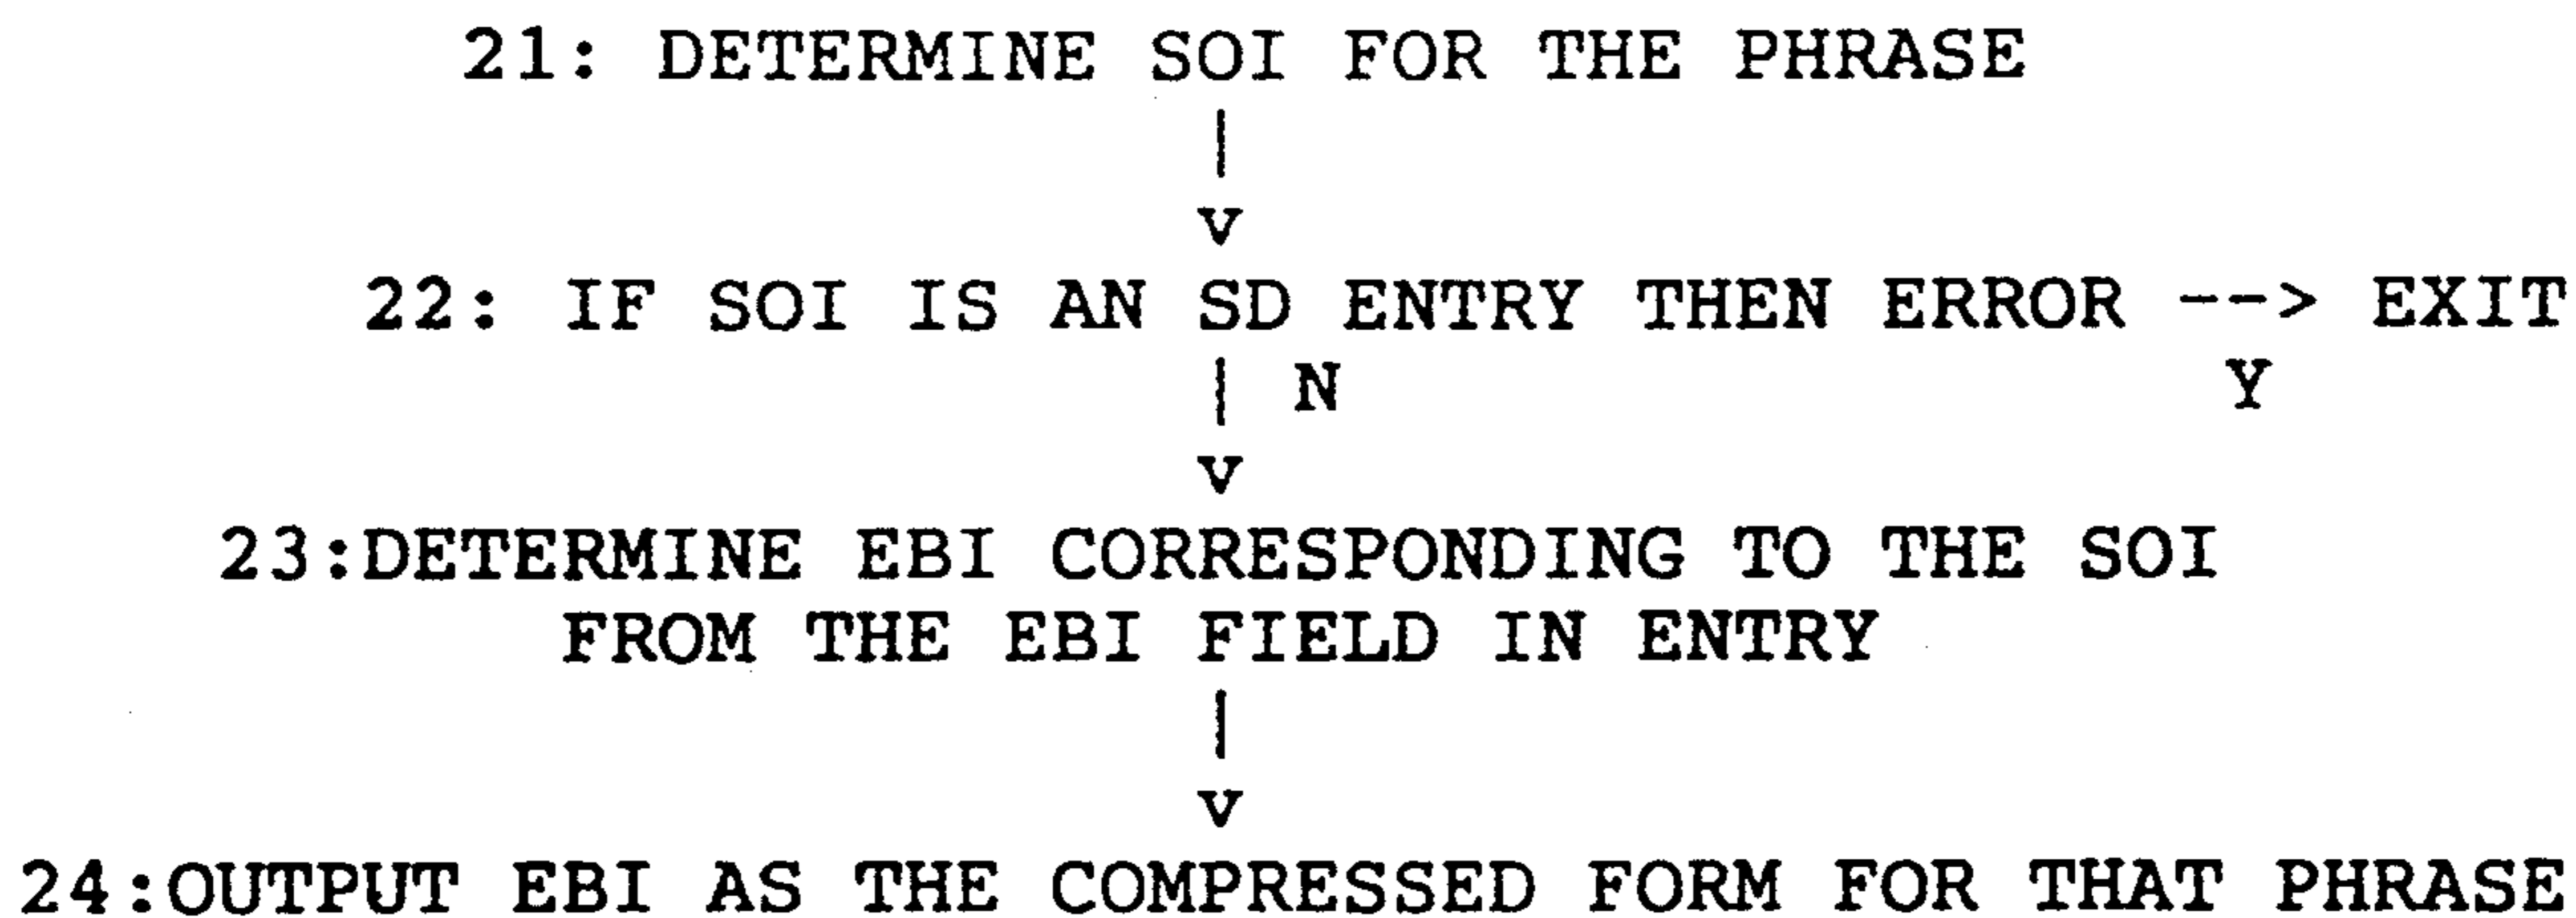 21: DETERMINE SOI FOR THE PHRASE
|
v
22: IF SOI IS AN SD ENTRY THEN ERROR --> EXIT
| N Y
v
23:DETERMINE EBI CORRESPONDING TO THE SOI
FROM THE EBI FIELD IN ENTRY
|
v
24:OUTPUT EBI AS THE COMPRESSED FORM FOR THAT PHRASE